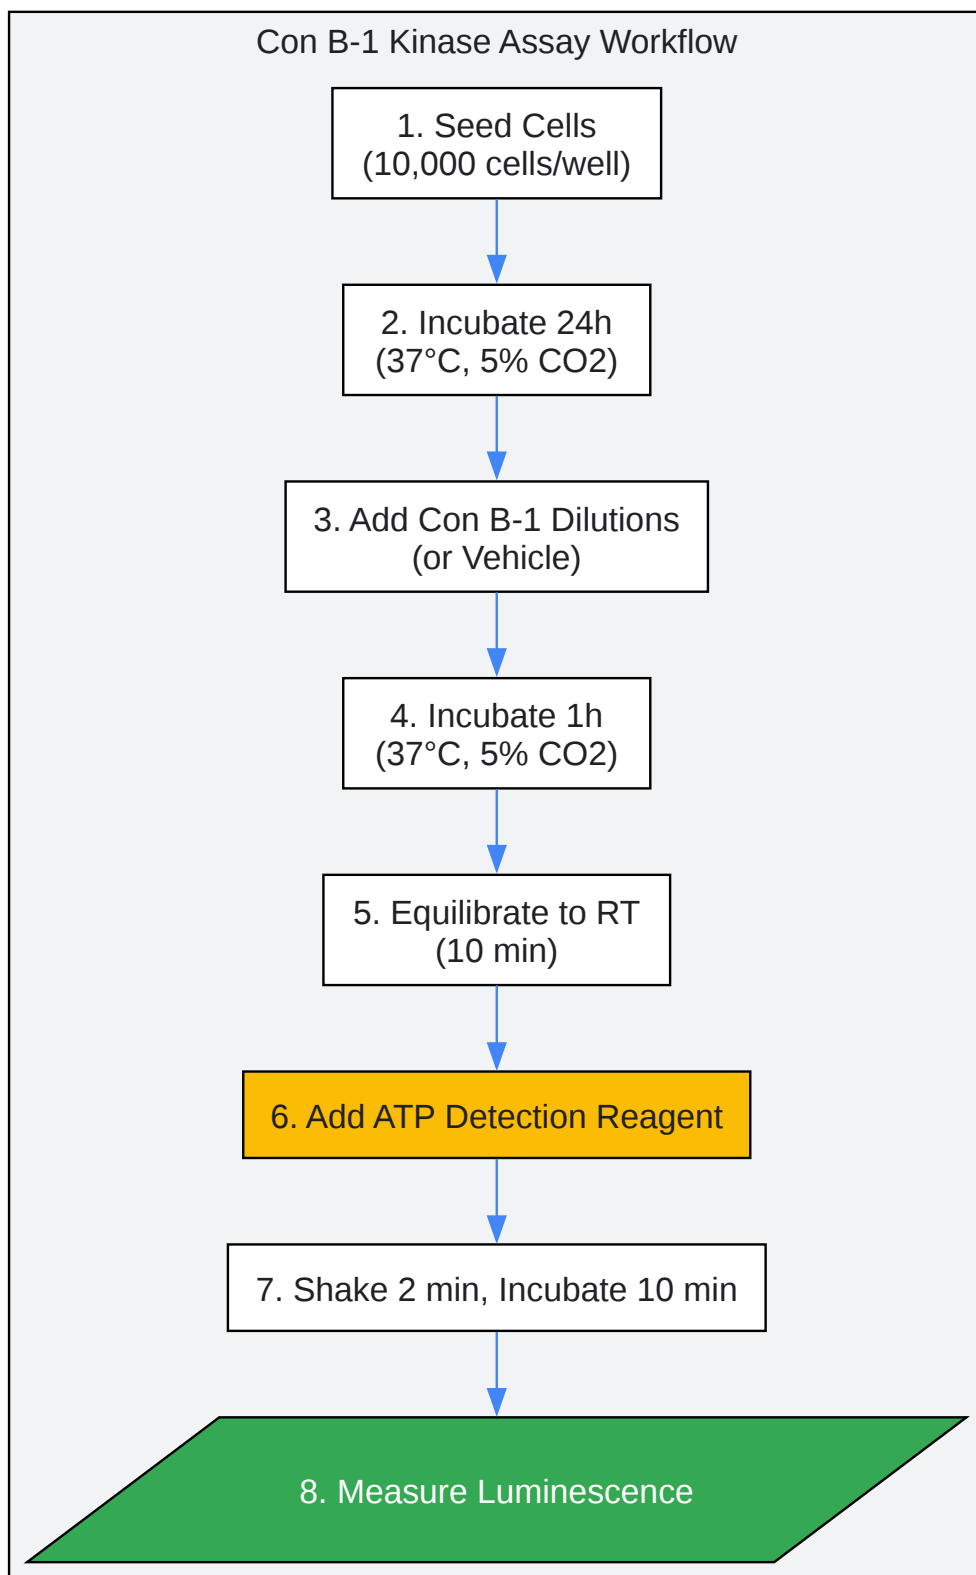 Con B-1 Kinase Assay Workflow
1. Seed Cells
(10,000 cells/well)
2. Incubate 24h
(37°C, 5% CO2)
3. Add Con B-1 Dilutions
(or Vehicle)
4. Incubate 1h
(37°C, 5% CO2)
5. Equilibrate to RT
(10 min)
6. Add ATP Detection Reagent
7. Shake 2 min, Incubate 10 min
8. Measure Luminescence